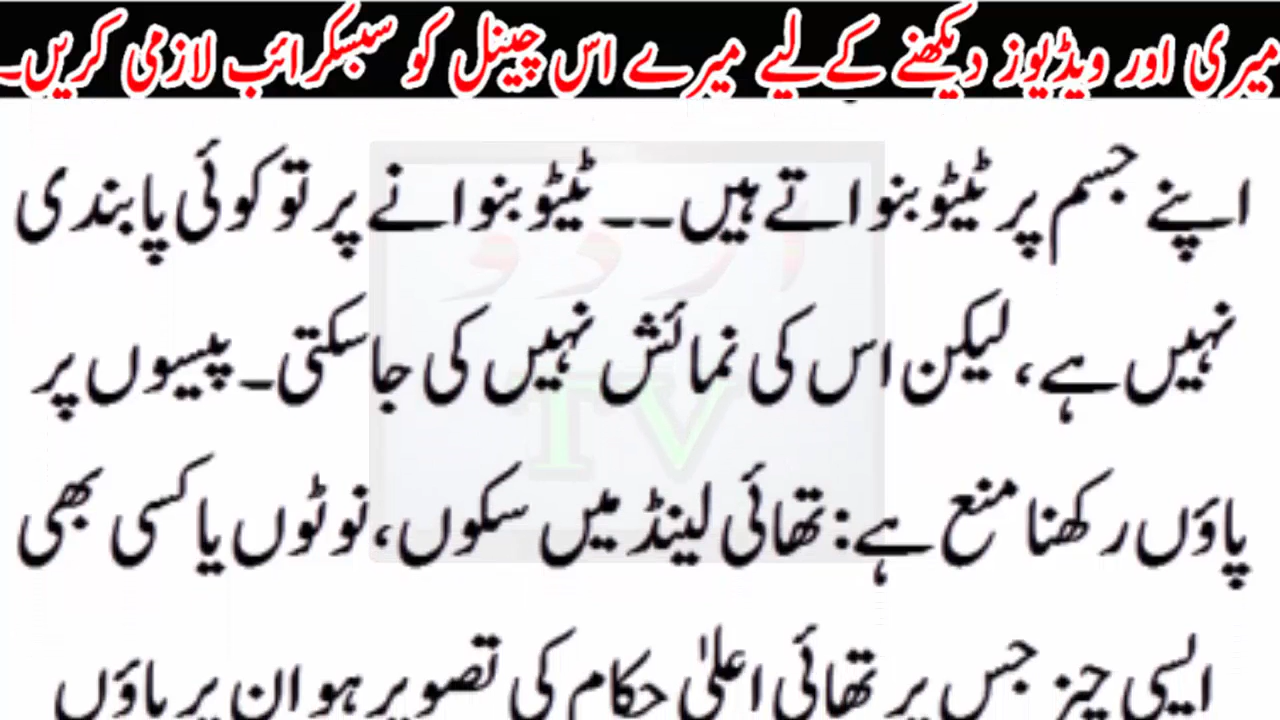 میری اور ویڈیوز دیکھنے کےلیے میرے اس چینل کو سبسکرائب لازمی کریں۔
اپنے جسم پر ٹیٹو بنواتے ہیں۔۔ ٹیٹو بنوانے پر تو کوئی پابندی
نہیں ہے، لیکن اس کی نمائش نہیں کی جاسکتی۔ پیسوں پر
پاؤں رکھنا منع ہے: تھائی لینڈ میں سکوں، نوٹوں یا کسی بھی
ایسی چیز جس پر تھائی اعلیٰ حکام کی تصویر ہو ان پر پاؤں
اردو
TV